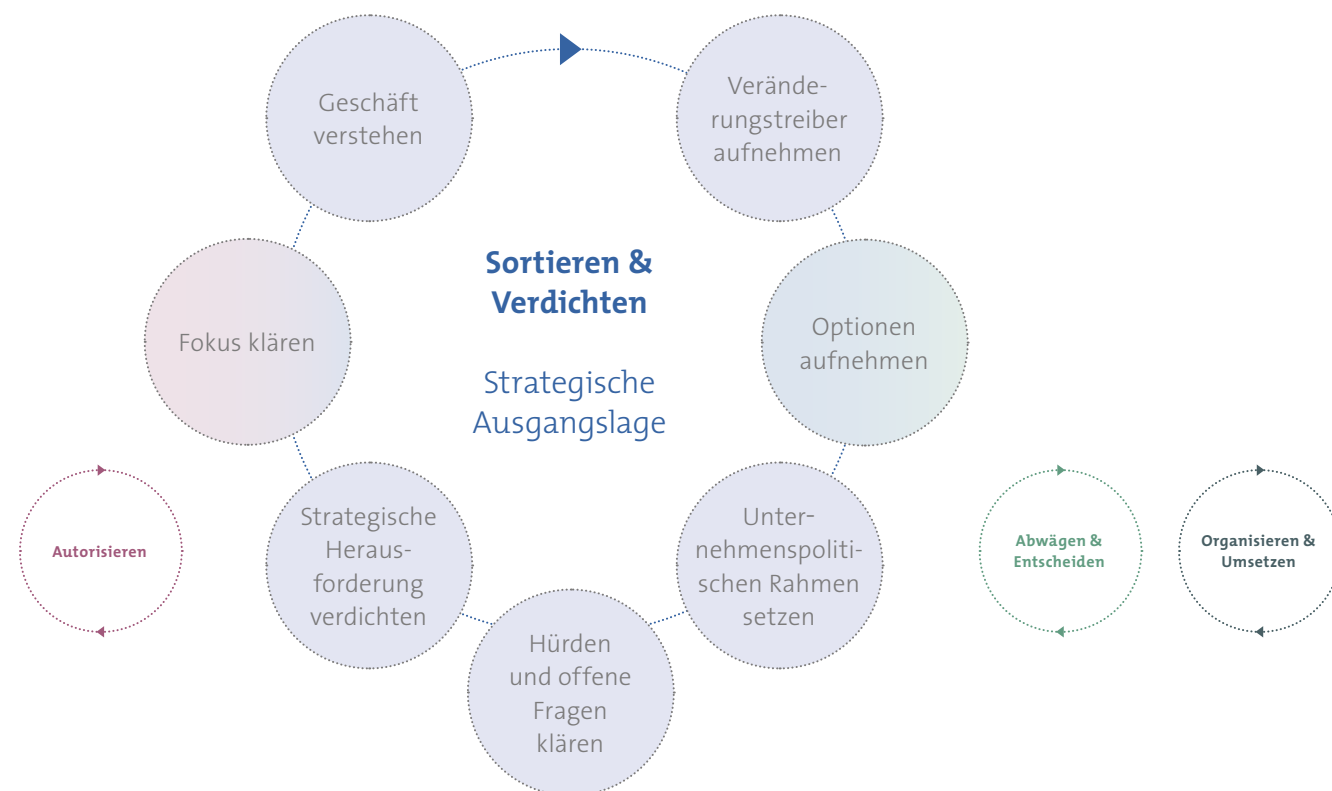 Geschäft
verstehen
Verände-
rungstreiber
aufnehmen
Sortieren &
Verdichten
Strategische
Ausgangslage
Fokus klären
Optionen
aufnehmen
Autorisieren
Strategische
Heraus-
forderung
verdichten
Unter-
nehmenspoliti-
schen Rahmen
setzen
Hürden
und offene
Fragen
klären
Abwägen &
Entscheiden
Organisieren &
Umsetzen